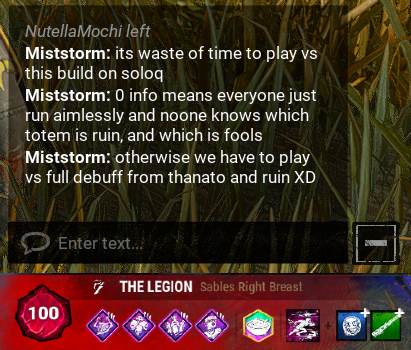 NutellaMochi left
Miststorm: its waste of time to play vs
this build on soloq
Miststorm: 0 info means everyone just
run aimlessly and noone knows which
totem is ruin, and which is fools
Miststorm: otherwise we have to play
vs full debuff from thanato and ruin XD
Enter text...
100
THE LEGION Sables Right Breast